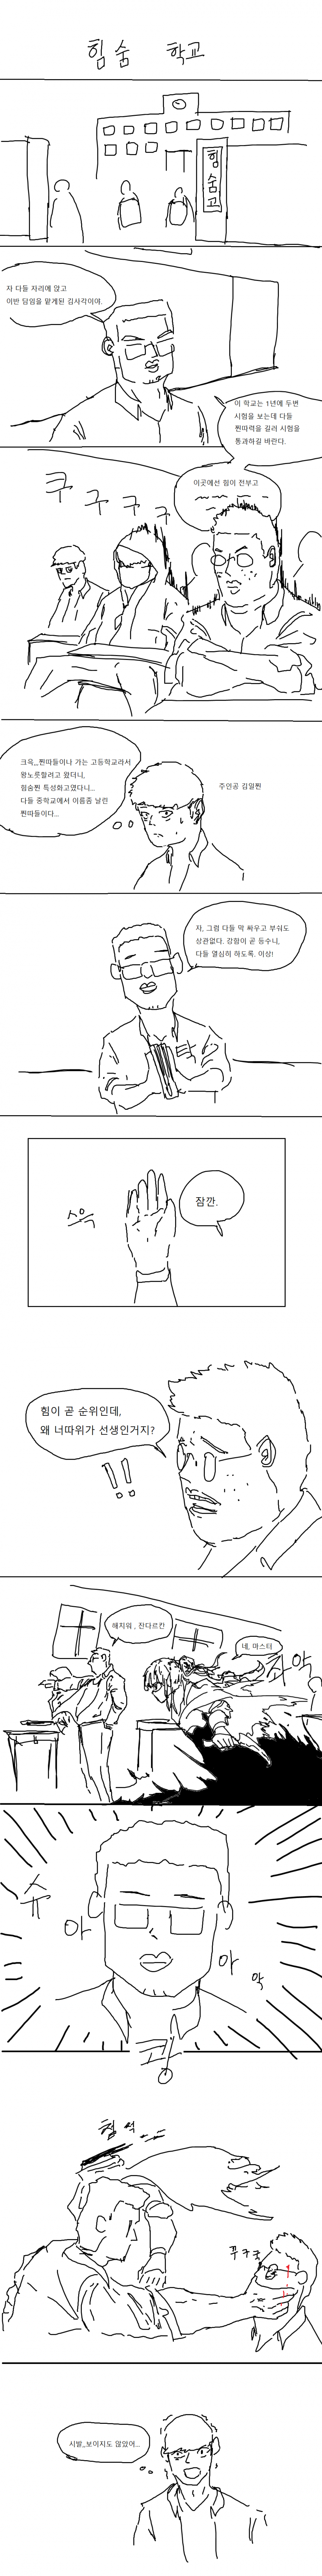 힘숨 학교
힘숨고
자 다들 자리에 앉고
이번 담임을 맡게된 김사각이야.
이 학교는 1년에 두번
시험을 보는데 다들
찐따력을 길러 시험을
통과하길 바란다.
이곳에선 힘이 전부고
쿠구구구
크윽,,,찐따들이나 가는 고등학교라서
왕노릇할려고 왔더니,
힘숨찐 특성화고였다니...
다들 중학교에서 이름좀 날린
찐따들이다...
주인공 김일찐
자, 그럼 다들 막 싸우고 부숴도
상관없다. 강함이 곧 등수니,
다들 열심히 하도록. 이상!
탁
스윽
잠깐.
힘이 곧 순위인데,
왜 너따위가 선생인거지?
!!
해치워, 잔다르칸
네, 마스터
콰악
슈아아악
쾅
꾸구국
시발,,보이지도 않았어...